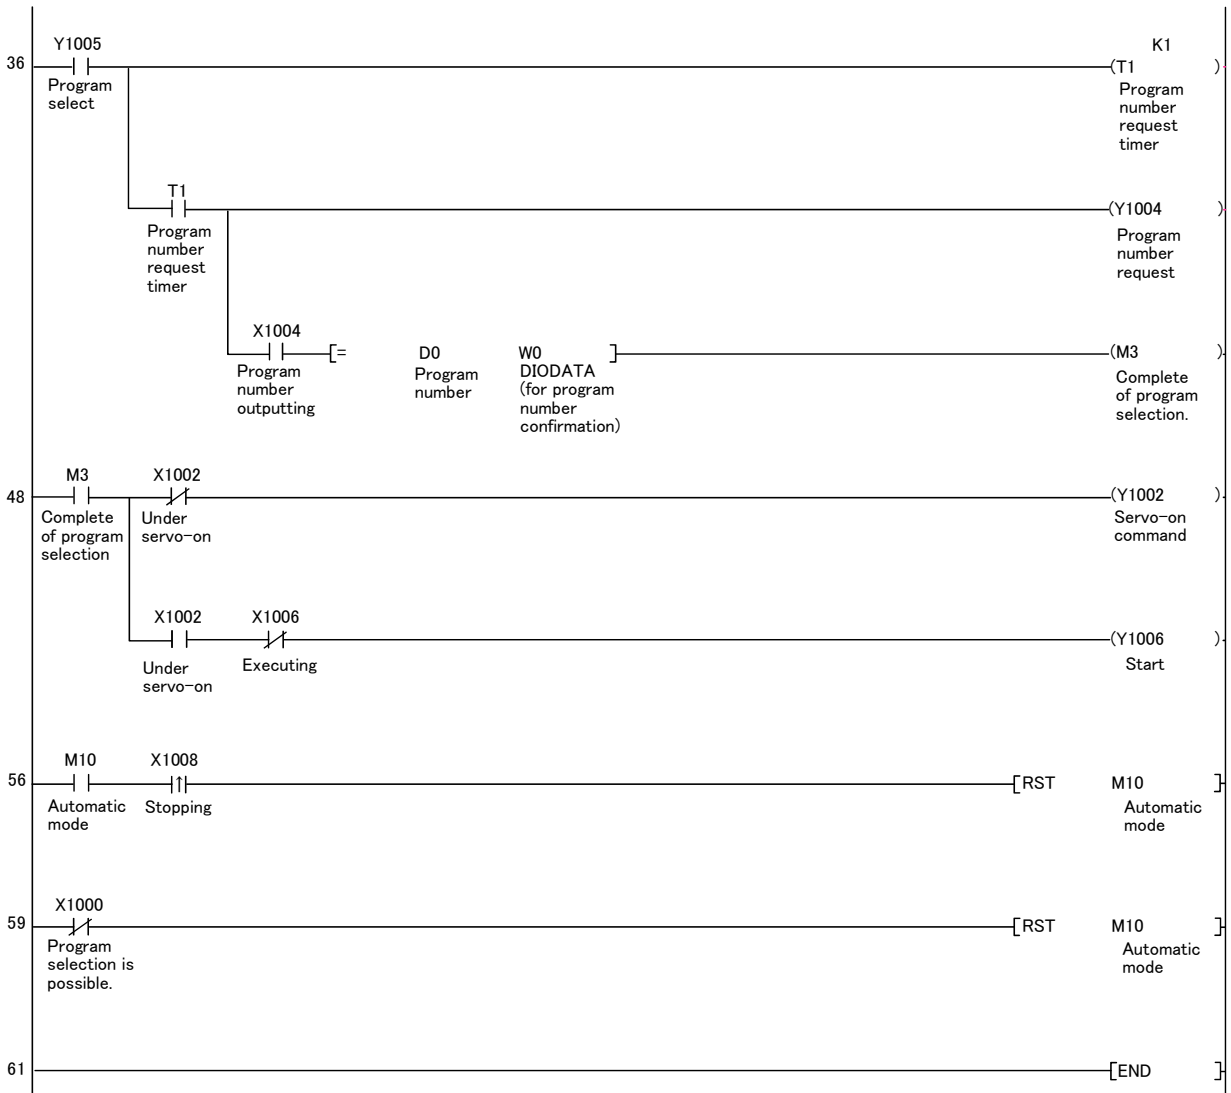 Y1005
K1
36
(T1 )
Program
select
Program
number
request
timer
T1
(Y1004 )
Program
number
request
timer
Program
number
request
X1004
[= D0 W0 ]
(M3 )
Program
number
outputting
Program
number
DIODATA
(for program
number
confirmation)
Complete
of program
selection.
M3 X1002
48
(Y1002 )
Complete
of program
selection
Under
servo-on
Servo-on
command
X1002 X1006
(Y1006 )
Under
servo-on
Executing
Start
M10 X1008
56
↑
[RST M10 ]
Automatic
mode
Stopping
Automatic
mode
X1000
59
[RST M10 ]
Program
selection is
possible.
Automatic
mode
61
[END ]